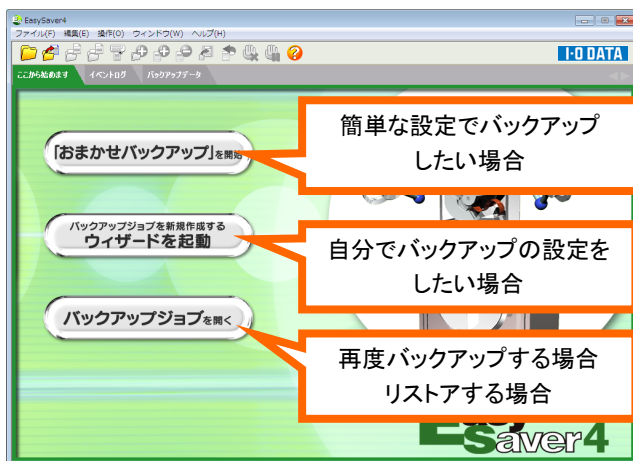 EasySaver4
ファイル(F) 編集(E) 操作(O) ウィンドウ(W) ヘルプ(H)
I-O DATA
ここから始めます イベントログ バックアップデータ
簡単な設定でバックアップ
したい場合
「おまかせバックアップ」を開始
バックアップジョブを新規作成する
ウィザードを起動
自分でバックアップの設定を
したい場合
バックアップジョブを開く
再度バックアップする場合
リストアする場合
Easy
Saver4